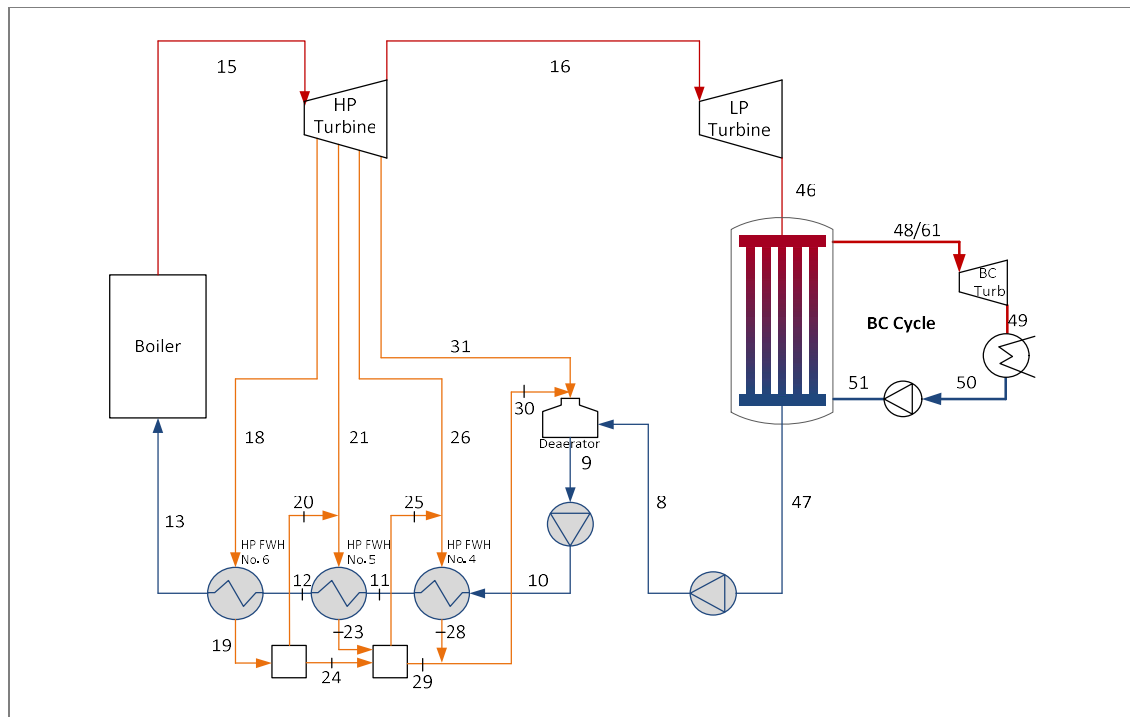 15
16
HP
Turbine
LP
Turbine
46
48/61
BC
Turb
BC Cycle
49
Boiler
31
51
50
30
Deaerator
18
21
26
9
8
47
20
25
13
HP FWH
No. 6
HP FWH
No. 5
HP FWH
No. 4
12
11
10
19
23
28
24
29